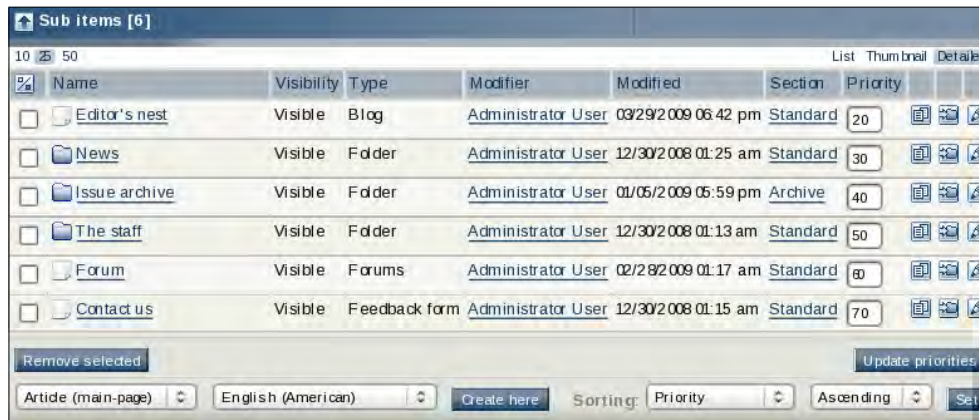 Sub items [6]
10 25 50 List Thumbnail Detaile
Name Visibility Type Modifier Modified Section Priority
Editor's nest Visible Blog Administrator User 03/29/2009 06:42 pm Standard 20
News Visible Folder Administrator User 12/30/2008 01:25 am Standard 30
Issue archive Visible Folder Administrator User 01/05/2009 05:59 pm Archive 40
The staff Visible Folder Administrator User 12/30/2008 01:13 am Standard 50
Forum Visible Forums Administrator User 02/28/2009 01:17 am Standard 60
Contact us Visible Feedback form Administrator User 12/30/2008 01:15 am Standard 70
Remove selected Update priorities
Article (main-page) English (American) Create here Sorting: Priority Ascending Set